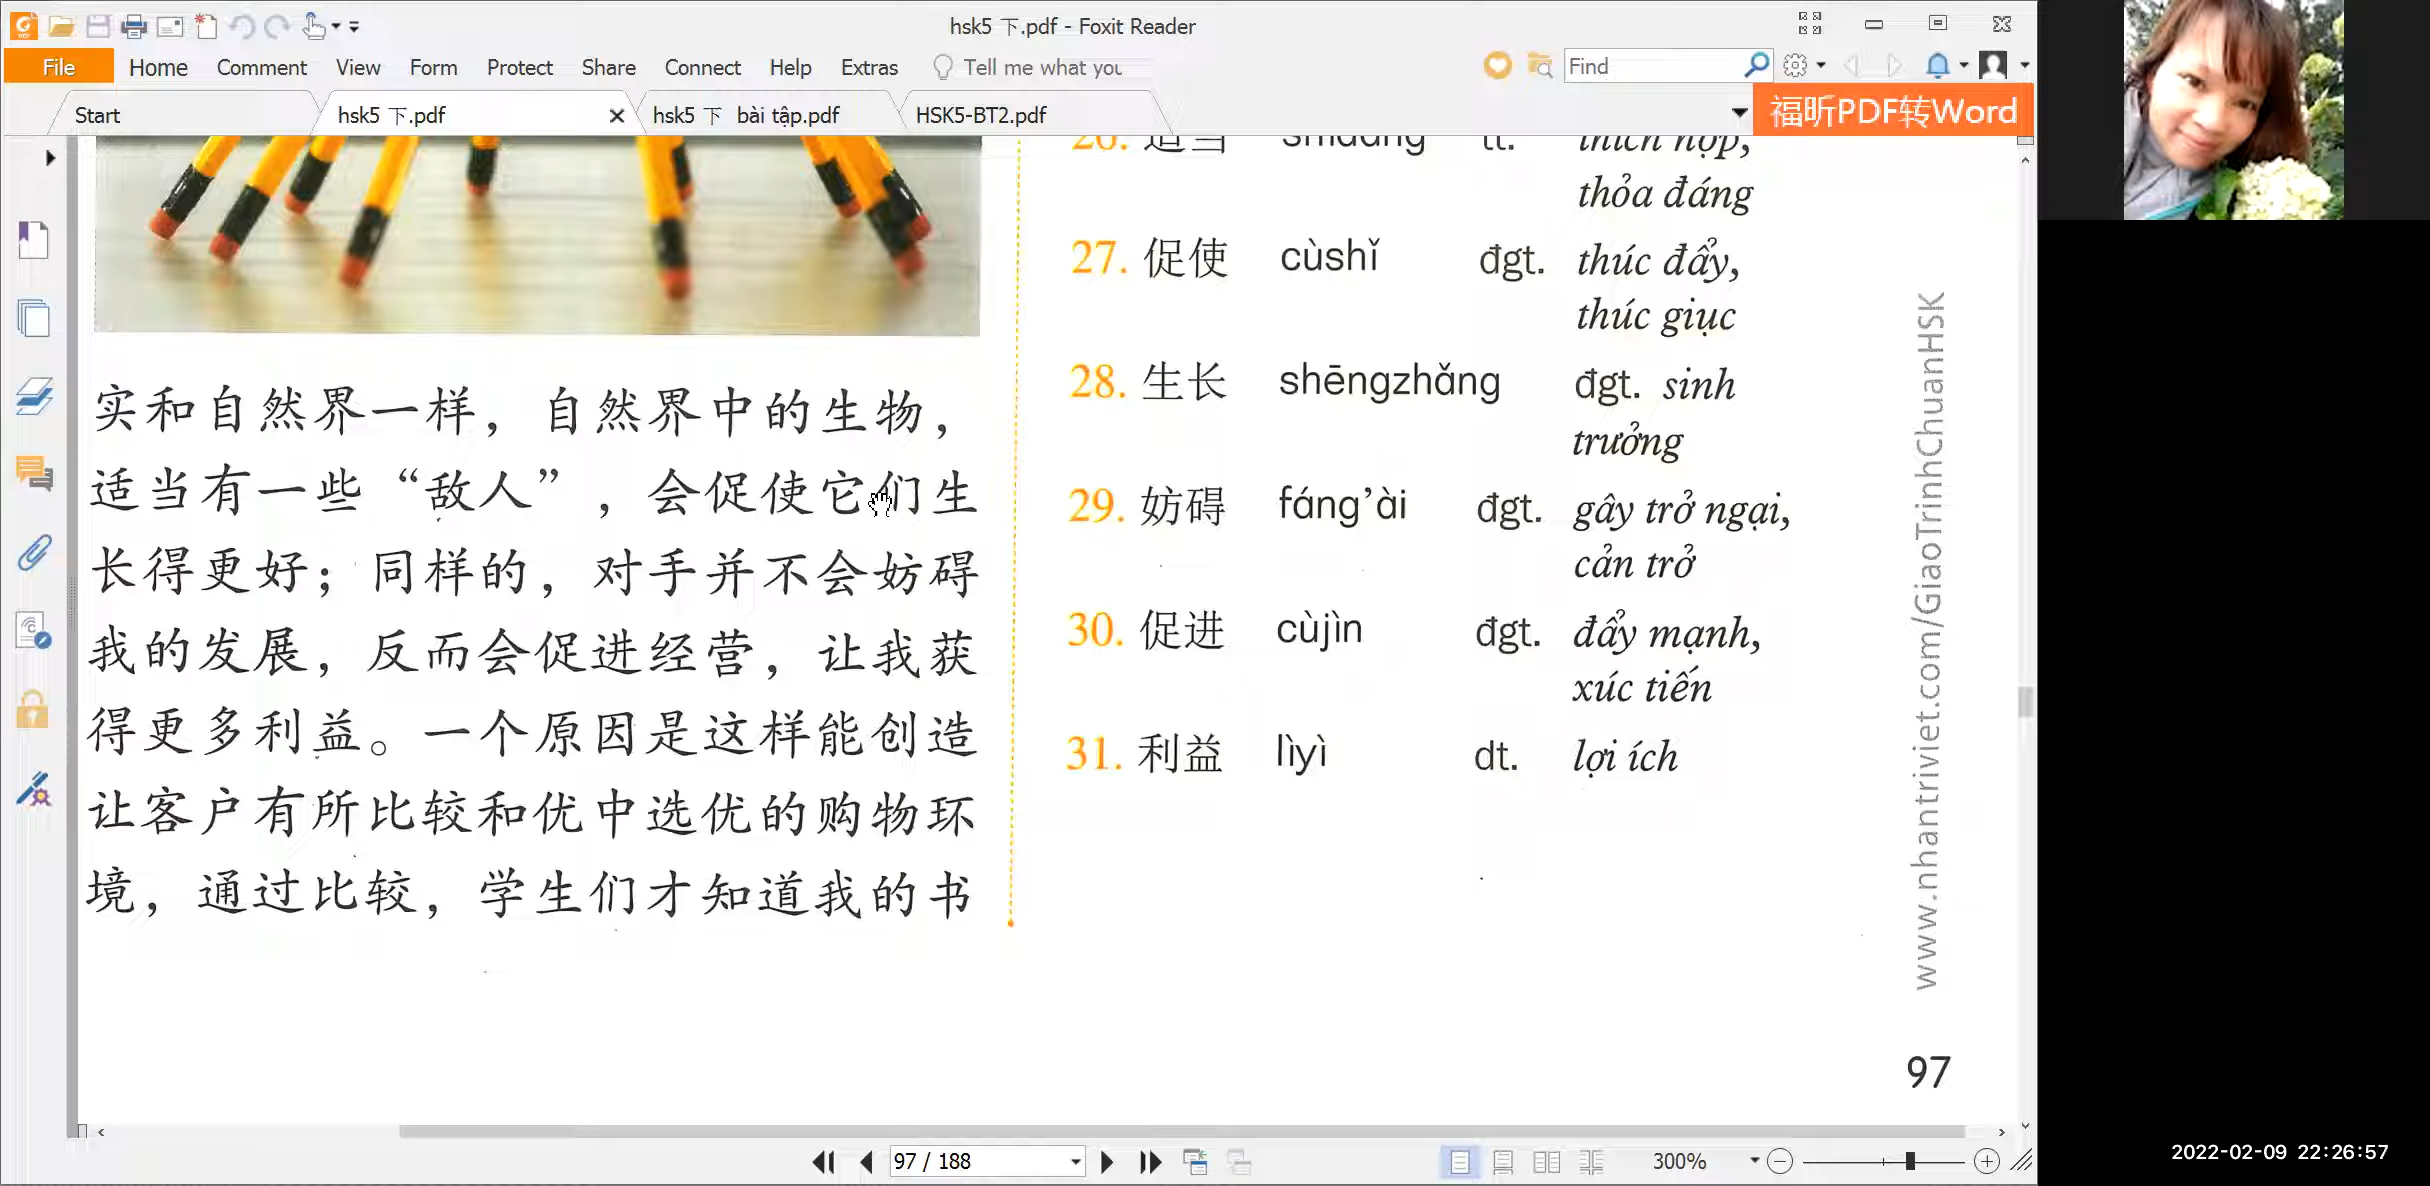 hsk5 下.pdf - Foxit Reader
File Home Comment View Form Protect Share Connect Help Extras Tell me what you Find
Start hsk5 下.pdf hsk5 下 bài tập.pdf HSK5-BT2.pdf
福昕PDF转Word
实和自然界一样，自然界中的生物，
适当有一些“敌人”，会促使它们生
长得更好；同样的，对手并不会妨碍
我的发展，反而会促进经营，让我获
得更多利益。一个原因是这样能创造
让客户有所比较和优中选优的购物环
境，通过比较，学生们才知道我的书
26. 适当 shìdàng tt. thích hợp,
thỏa đáng
27. 促使 cùshǐ đgt. thúc đẩy,
thúc giục
28. 生长 shēngzhǎng đgt. sinh
trưởng
29. 妨碍 fáng’ài đgt. gây trở ngại,
cản trở
30. 促进 cùjìn đgt. đẩy mạnh,
xúc tiến
31. 利益 lìyì dt. lợi ích
www.nhantriviet.com/GiaoTrinhChuanHSK
97
97 / 188
300%
2022-02-09 22:26:57